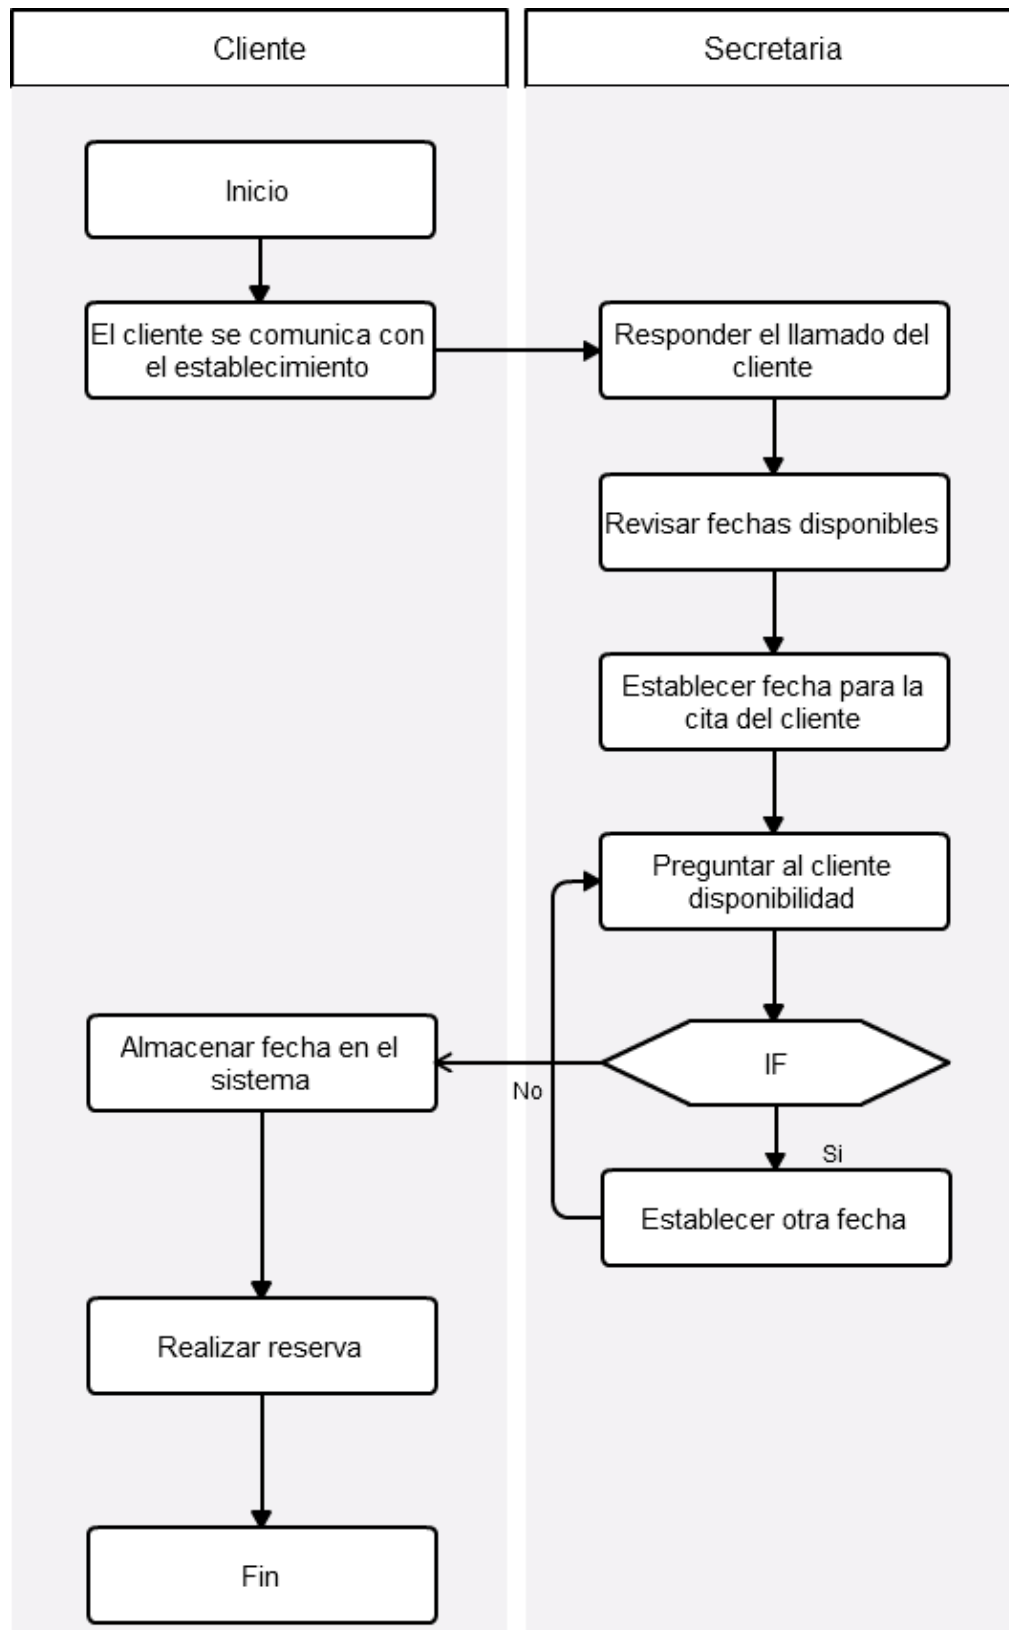 Cliente
Secretaria
Inicio
El cliente se comunica con
el establecimiento
Responder el llamado del
cliente
Revisar fechas disponibles
Establecer fecha para la
cita del cliente
Preguntar al cliente
disponibilidad
Almacenar fecha en el
sistema
IF
No
Si
Establecer otra fecha
Realizar reserva
Fin